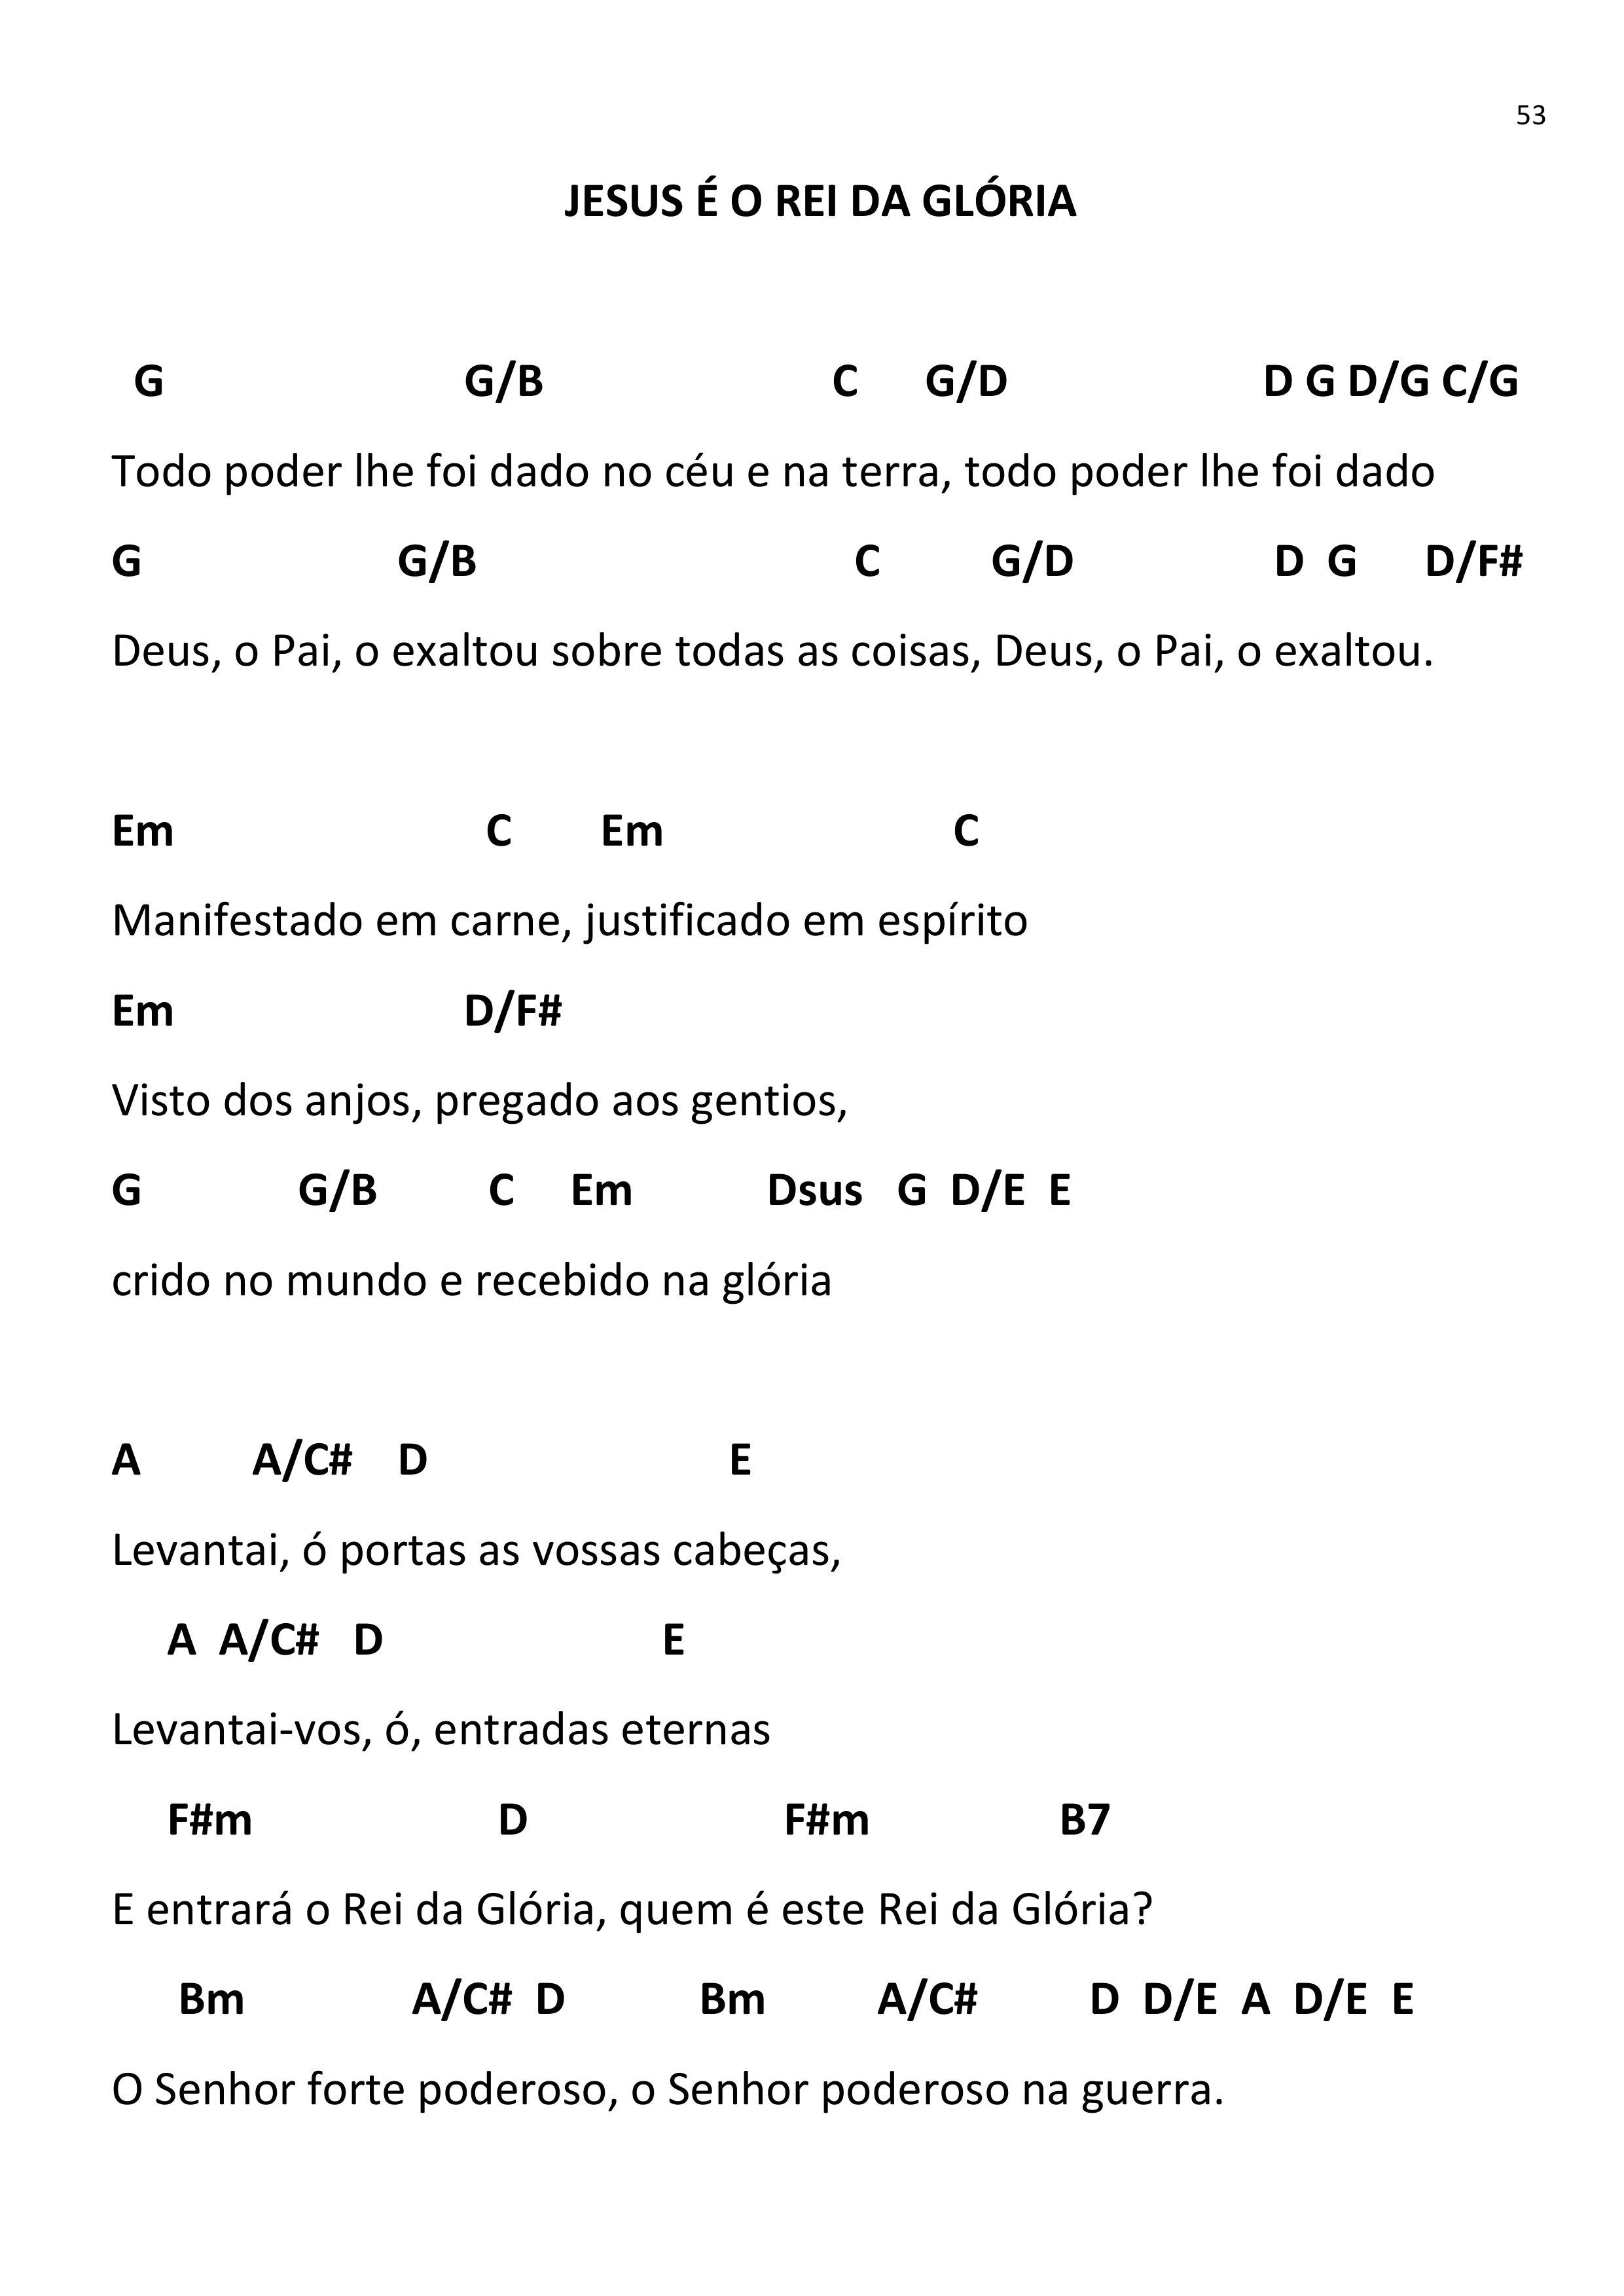 53
JESUS É O REI DA GLÓRIA
G G/B C G/D D G D/G C/G
Todo poder lhe foi dado no céu e na terra, todo poder lhe foi dado
G G/B C G/D D G D/F#
Deus, o Pai, o exaltou sobre todas as coisas, Deus, o Pai, o exaltou.
Em C Em C
Manifestado em carne, justificado em espírito
Em D/F#
Visto dos anjos, pregado aos gentios,
G G/B C Em Dsus G D/E E
crido no mundo e recebido na glória
A A/C# D E
Levantai, ó portas as vossas cabeças,
A A/C# D E
Levantai-vos, ó, entradas eternas
F#m D F#m B7
E entrará o Rei da Glória, quem é este Rei da Glória?
Bm A/C# D Bm A/C# D D/E A D/E E
O Senhor forte poderoso, o Senhor poderoso na guerra.